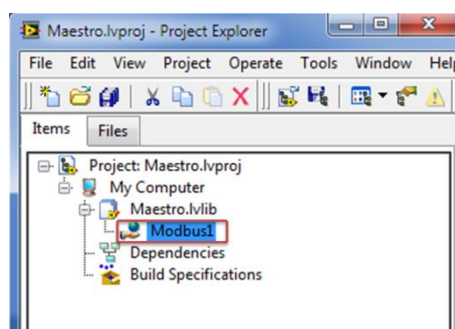 Maestro.lvproj - Project Explorer
File Edit View Project Operate Tools Window Help
Items Files
Project: Maestro.lvproj
My Computer
Maestro.lvlib
Modbus1
Dependencies
Build Specifications